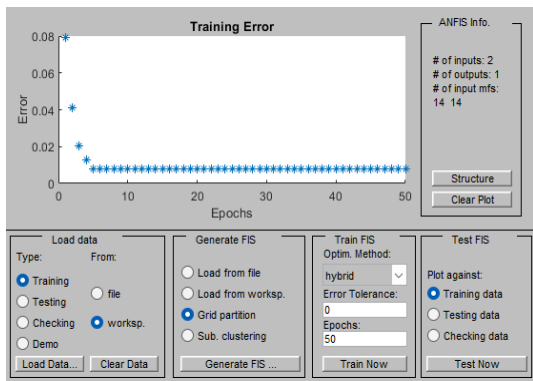 Training Error
Error
0.08
0.06
0.04
0.02
0
0 10 20 30 40 50
Epochs
ANFIS Info.
# of inputs: 2
# of outputs: 1
# of input mfs:
14 14
Structure
Clear Plot
Load data
Type: From:
Training
Testing
Checking
Demo
file
worksp.
Load Data...
Clear Data
Generate FIS
Load from file
Load from worksp.
Grid partition
Sub. clustering
Generate FIS ...
Train FIS
Optim. Method:
hybrid
Error Tolerance:
0
Epochs:
50
Train Now
Test FIS
Plot against:
Training data
Testing data
Checking data
Test Now